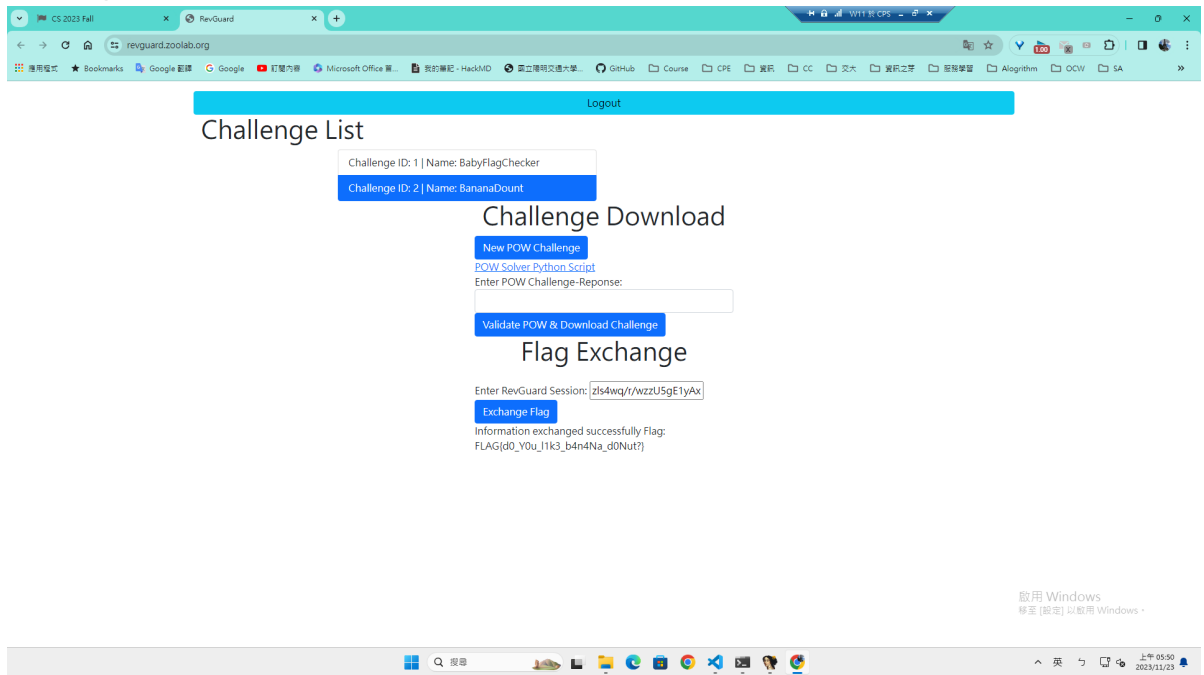 CS 2023 Fall
RevGuard
W11 於 CPS
revguard.zoolab.org
1.00
應用程式 Bookmarks Google 翻譯 Google 訂閱內容 Microsoft Office 首... 我的筆記 - HackMD 國立陽明交通大學... GitHub Course CPE 資訊 CC 交大 資訊之芽 服務學習 Alogrithm OCW SA »
Logout
Challenge List
Challenge ID: 1 | Name: BabyFlagChecker
Challenge ID: 2 | Name: BananaDount
Challenge Download
New POW Challenge
POW Solver Python Script
Enter POW Challenge-Reponse:
Validate POW & Download Challenge
Flag Exchange
Enter RevGuard Session: zls4wq/r/wzzU5gE1yAx
Exchange Flag
Information exchanged successfully Flag:
FLAG{d0_Y0u_l1k3_b4n4Na_d0Nut?}
啟用 Windows
移至 [設定] 以啟用 Windows。
搜尋
英
上午 05:50
2023/11/23